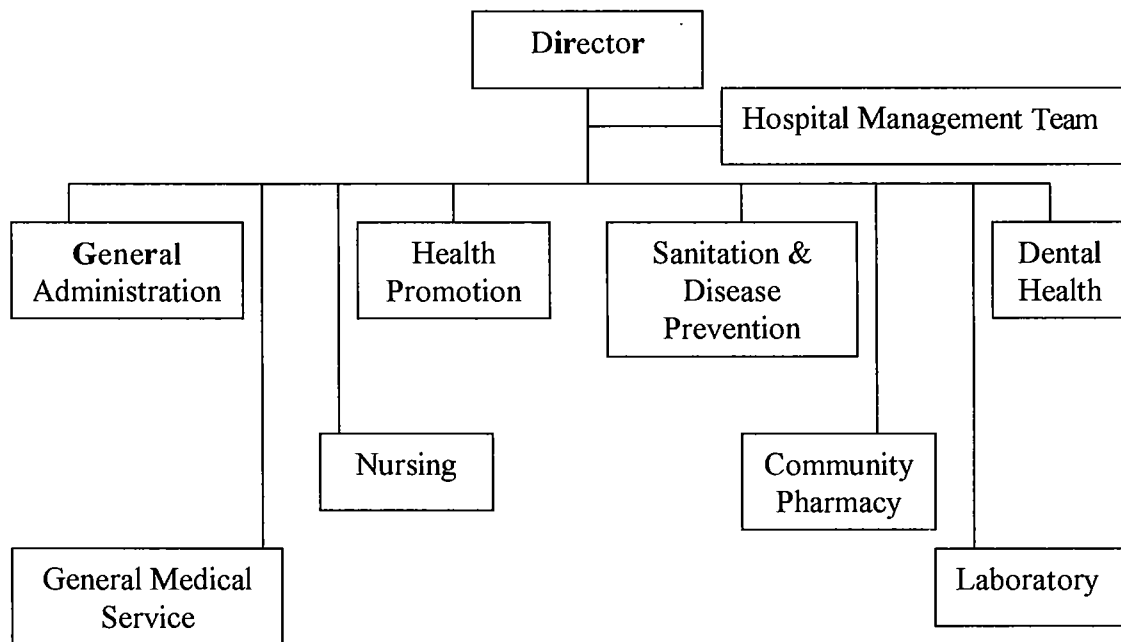 Director
Hospital Management Team
General
Administration
Health
Promotion
Sanitation &
Disease
Prevention
Dental
Health
Nursing
Community
Pharmacy
General Medical
Service
Laboratory